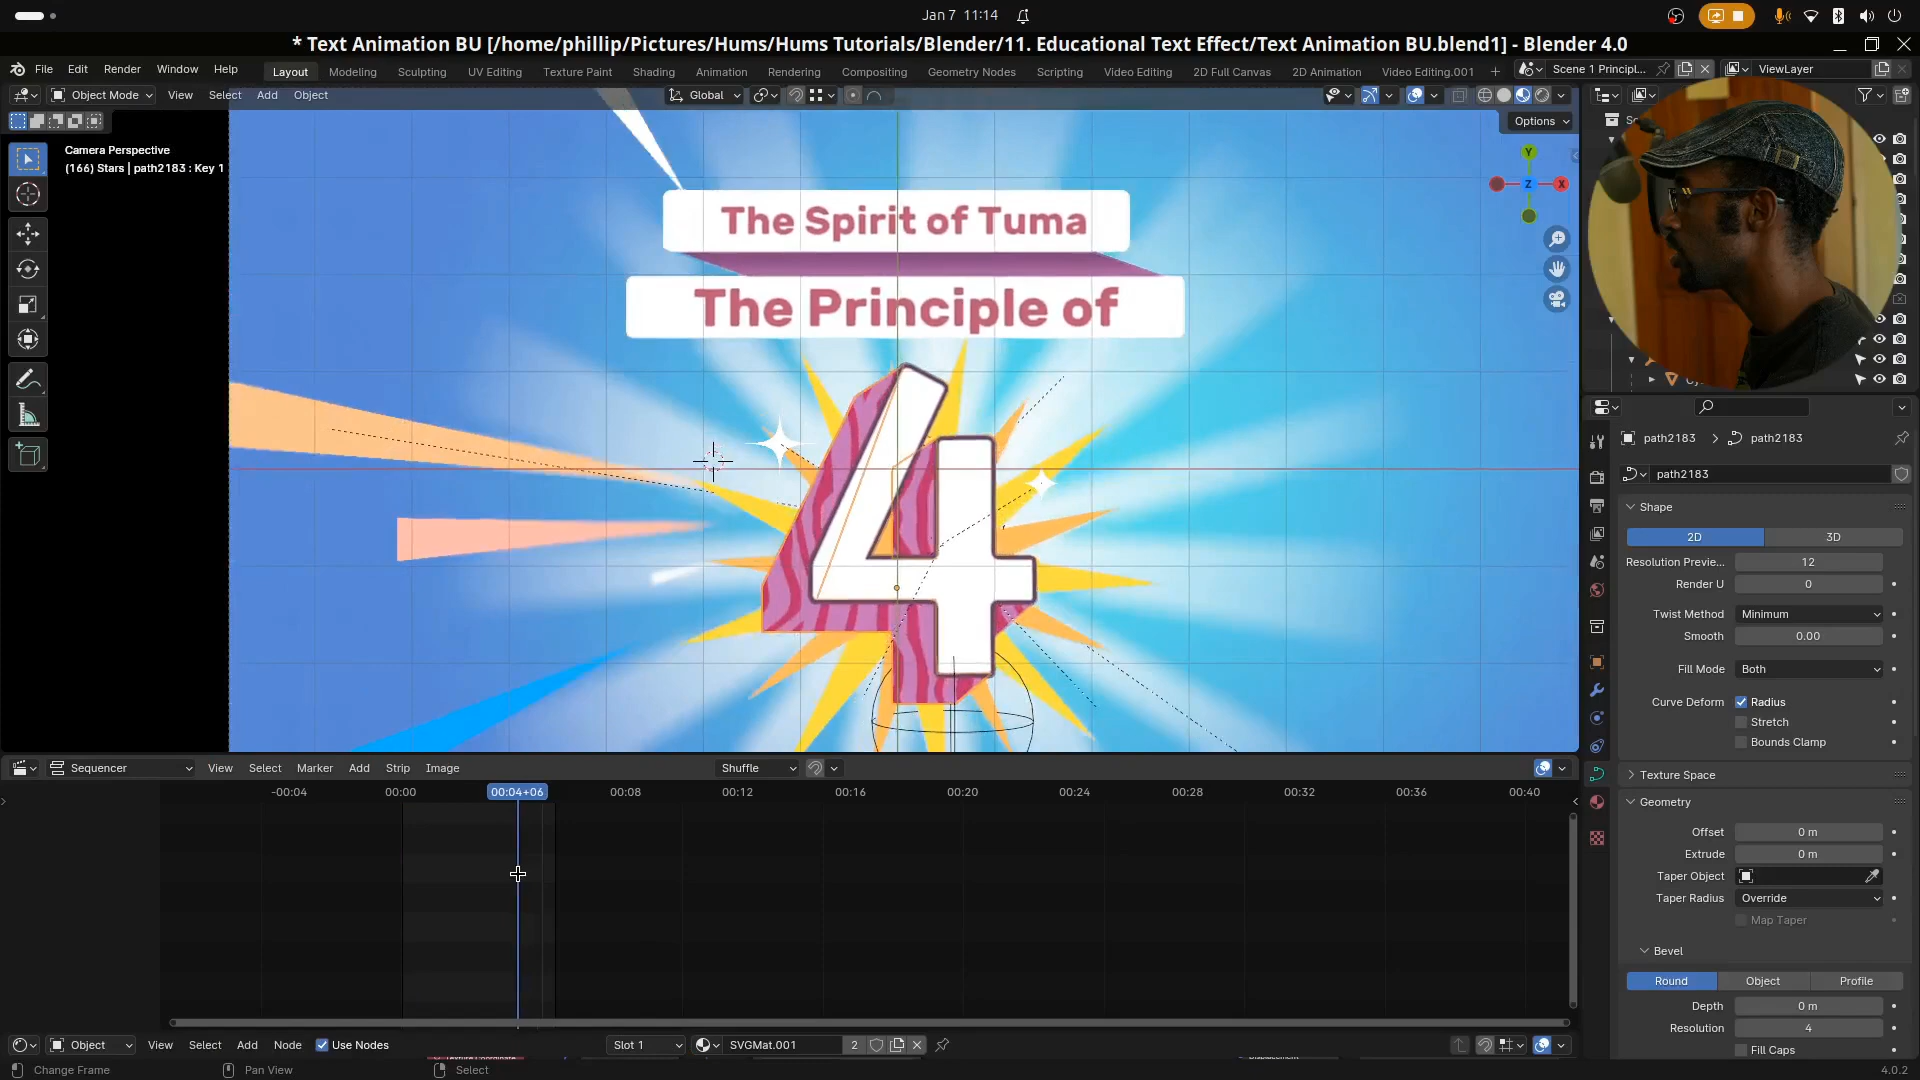 Jan 7 11:14
* Text Animation BU [/home/phillip/Pictures/Hums/Hums Tutorials/Blender/11. Educational Text Effect/Text Animation BU.blend1] - Blender 4.0
File Edit Render Window Help Layout Modeling Sculpting UV Editing Texture Paint Shading Animation Rendering Compositing Geometry Nodes Scripting Video Editing 2D Full Canvas 2D Animation Video Editing.001 + Scene 1 Principl... ViewLayer
Object Mode View Select Add Object Global
Options
Camera Perspective
(166) Stars | path2183 : Key 1
Y
X Z
The Spirit of Tuma
The Principle of
4
path2183 > path2183
path2183
Shape
2D 3D
Resolution Previe... 12
Render U 0
Twist Method Minimum
Smooth 0.00
Fill Mode Both
Curve Deform Radius
Stretch
Bounds Clamp
Texture Space
Geometry
Offset 0 m
Extrude 0 m
Taper Object
Taper Radius Override
Map Taper
Bevel
Round Object Profile
Depth 0 m
Resolution 4
Fill Caps
Sequencer View Select Marker Add Strip Image Shuffle
-00:04 00:00 00:04+06 00:08 00:12 00:16 00:20 00:24 00:28 00:32 00:36 00:40
Object View Select Add Node Use Nodes Slot 1 SVGMat.001 2
Change Frame Pan View Select 4.0.2